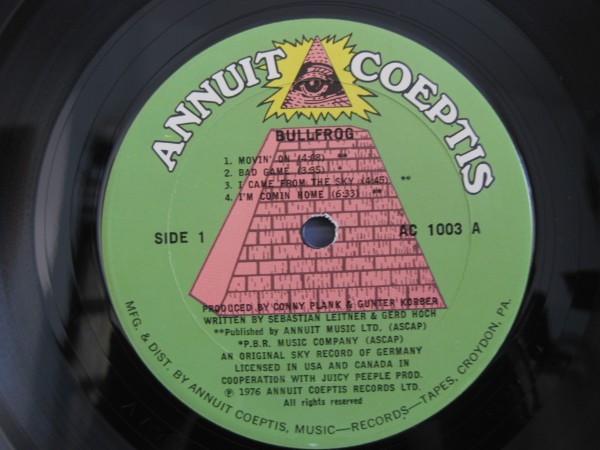 ANNUIT COEPTIS
BULLFROG
1. MOVIN' ON (4:08) **
2. BAD GAME (3:35) *
3. I CAME FROM THE SKY (4:45) **
4. I'M COMIN HOME (6:33) **
SIDE 1
AC 1003 A
PRODUCED BY CONNY PLANK & GUNTER KORBER
WRITTEN BY SEBASTIAN LEITNER & GERD HOCH
**Published by ANNUIT MUSIC LTD. (ASCAP)
*P.B.R. MUSIC COMPANY (ASCAP)
AN ORIGINAL SKY RECORD OF GERMANY
LICENSED IN USA AND CANADA IN
COOPERATION WITH JUICY PEEPLE PROD.
℗ 1976 ANNUIT COEPTIS RECORDS LTD.
All rights reserved
MFG. & DIST. BY ANNUIT COEPTIS, MUSIC—RECORDS—TAPES, CROYDON, PA.